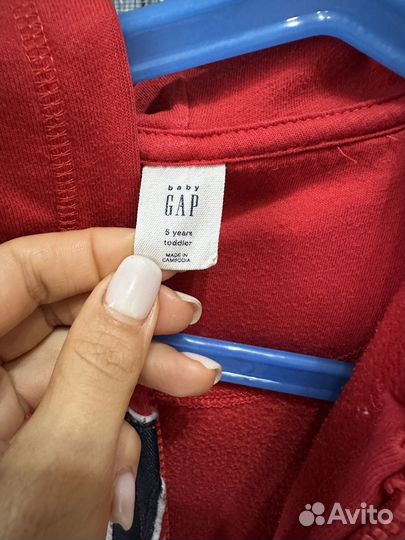 baby
GAP
5 years
toddler
MADE IN
CAMBODIA
Avito